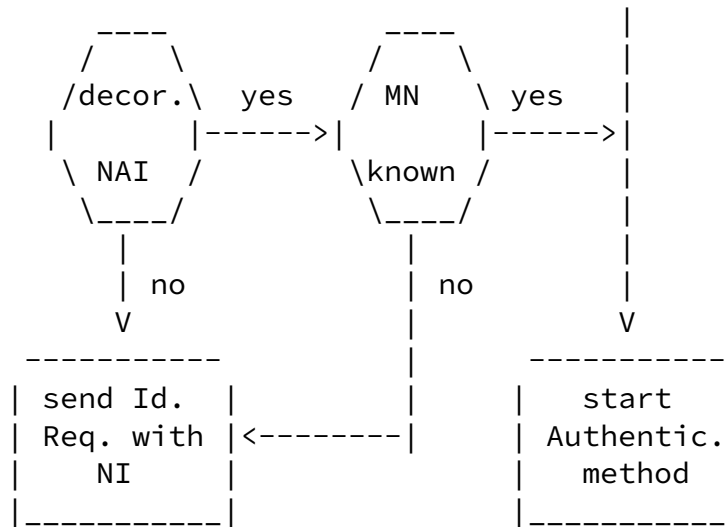 decor. yes MN yes
NAI known
no no
send Id. start
Req. with Authentic.
NI method